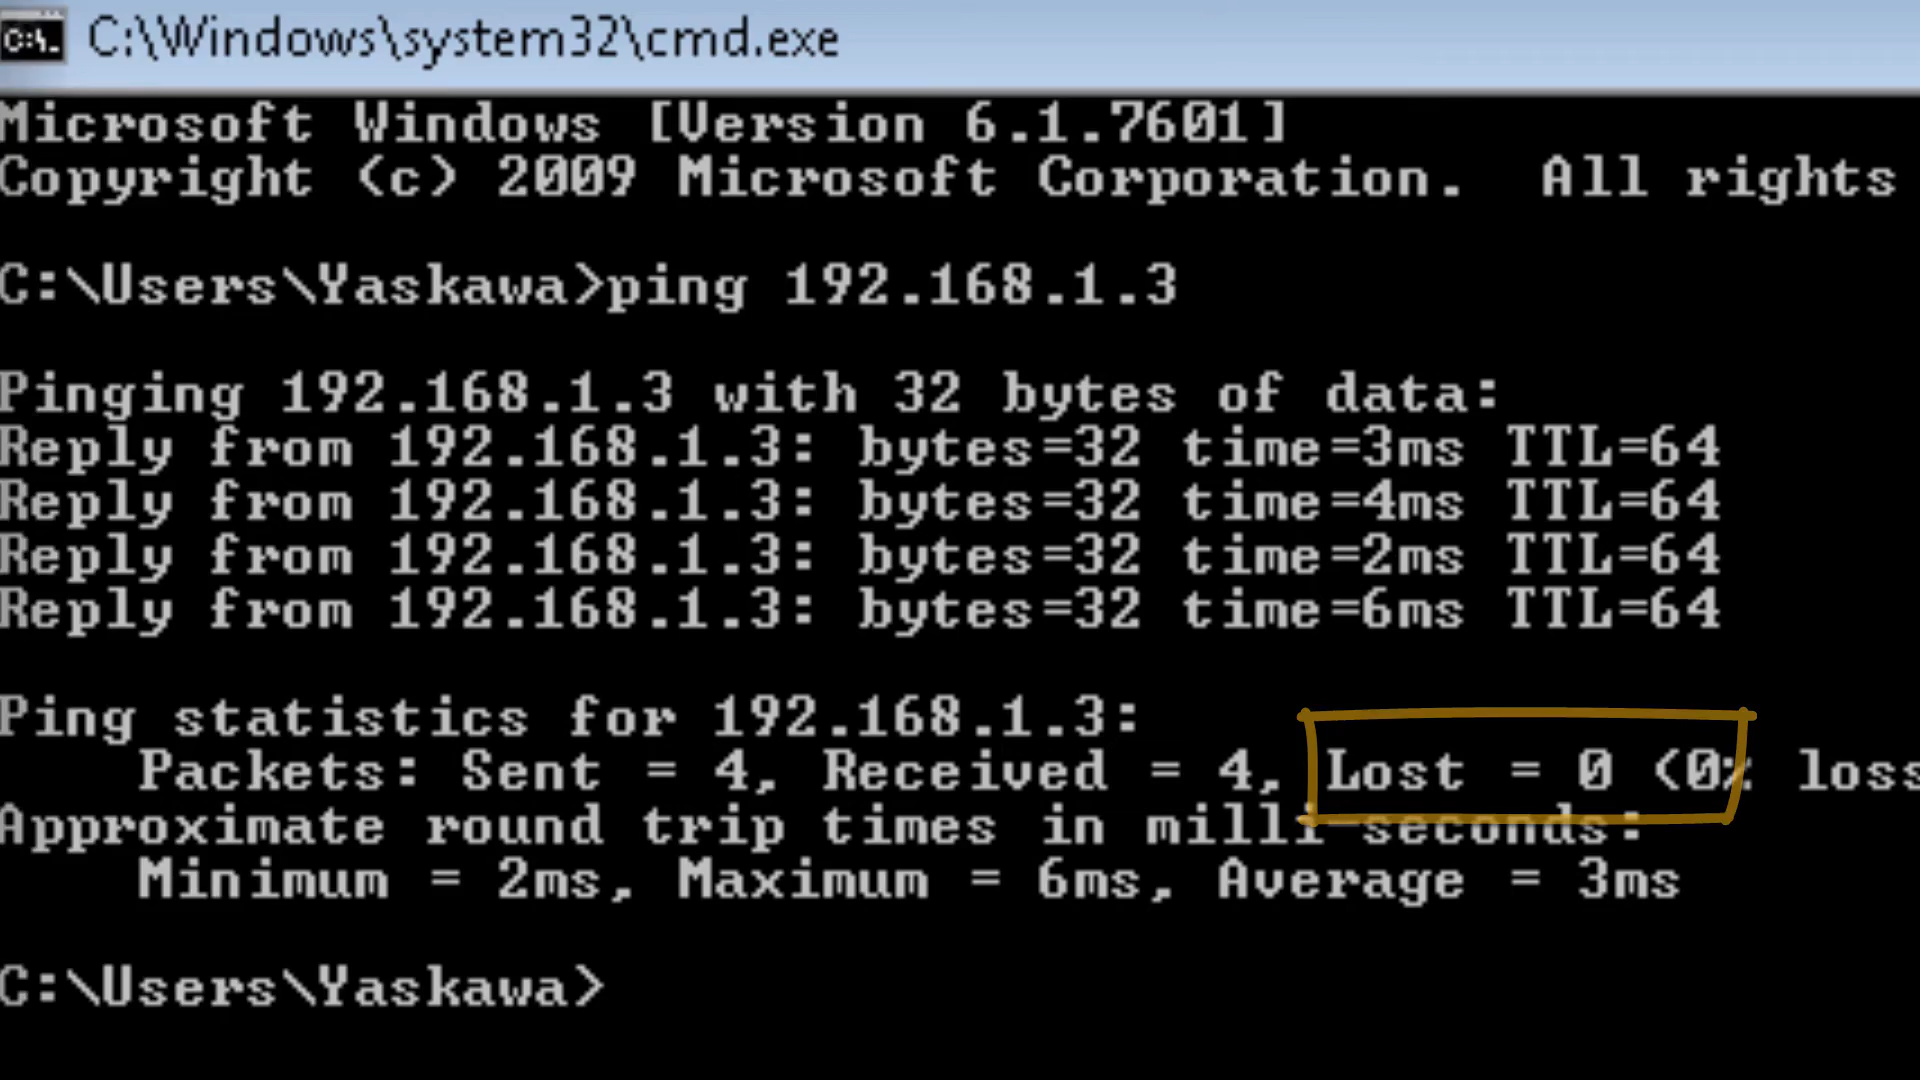 C:\Windows\system32\cmd.exe
Microsoft Windows [Version 6.1.7601]
Copyright (c) 2009 Microsoft Corporation.  All rights
C:\Users\Yaskawa>ping 192.168.1.3
Pinging 192.168.1.3 with 32 bytes of data:
Reply from 192.168.1.3: bytes=32 time=3ms TTL=64
Reply from 192.168.1.3: bytes=32 time=4ms TTL=64
Reply from 192.168.1.3: bytes=32 time=2ms TTL=64
Reply from 192.168.1.3: bytes=32 time=6ms TTL=64
Ping statistics for 192.168.1.3:
    Packets: Sent = 4, Received = 4, Lost = 0 (0% loss
Approximate round trip times in milli-seconds:
    Minimum = 2ms, Maximum = 6ms, Average = 3ms
C:\Users\Yaskawa>